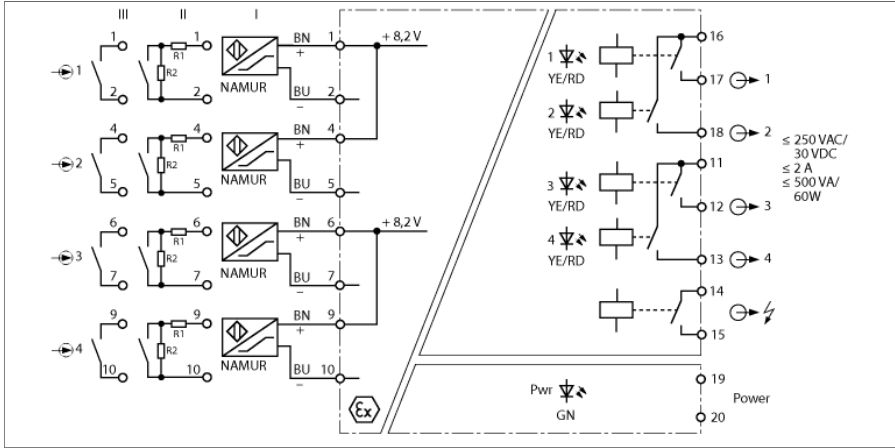 III II I
1 1 BN 1 + 8,2 V
R1 +
1 R2
NAMUR
2 2 BU 2
–
4 4 BN 4
R1 +
2 R2
NAMUR
5 5 BU 5
–
6 6 BN 6 + 8,2 V
R1 +
3 R2
NAMUR
7 7 BU 7
–
9 9 BN 9
R1 +
4 R2
NAMUR
10 10 BU 10
–
Ex
16
1
YE/RD
17 1
2
YE/RD
18 2
≤ 250 VAC/
30 VDC
≤ 2 A
≤ 500 VA/
60W
11
3
YE/RD
12 3
4
YE/RD
13 4
14
15
19
Pwr
GN
Power
20